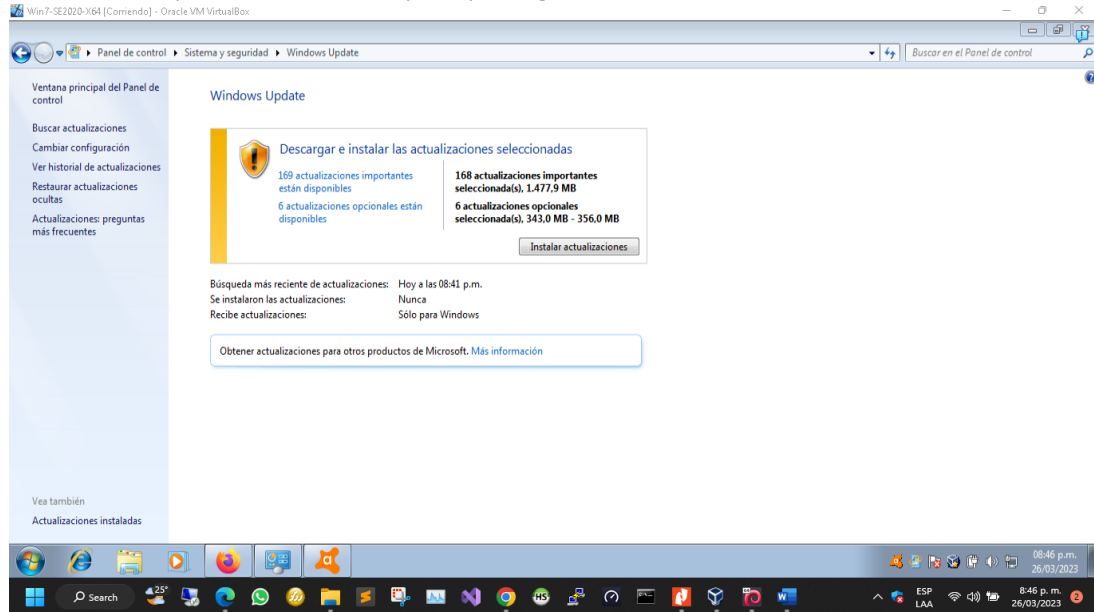 Win7-SE2020-X64 [Corriendo] - Oracle VM VirtualBox
Panel de control
Sistema y seguridad
Windows Update
Buscar en el Panel de control
Ventana principal del Panel de
control
Buscar actualizaciones
Cambiar configuración
Ver historial de actualizaciones
Restaurar actualizaciones
ocultas
Actualizaciones: preguntas
más frecuentes
Windows Update
Descargar e instalar las actualizaciones seleccionadas
169 actualizaciones importantes
están disponibles
6 actualizaciones opcionales están
disponibles
168 actualizaciones importantes
seleccionada(s), 1.477,9 MB
6 actualizaciones opcionales
seleccionada(s), 343,0 MB - 356,0 MB
Instalar actualizaciones
Búsqueda más reciente de actualizaciones: Hoy a las 08:41 p.m.
Se instalaron las actualizaciones: Nunca
Recibe actualizaciones: Sólo para Windows
Obtener actualizaciones para otros productos de Microsoft. Más información
Vea también
Actualizaciones instaladas
08:46 p.m.
26/03/2023
Search
25°
HS
ESP
LAA
8:46 p. m.
26/03/2023
2